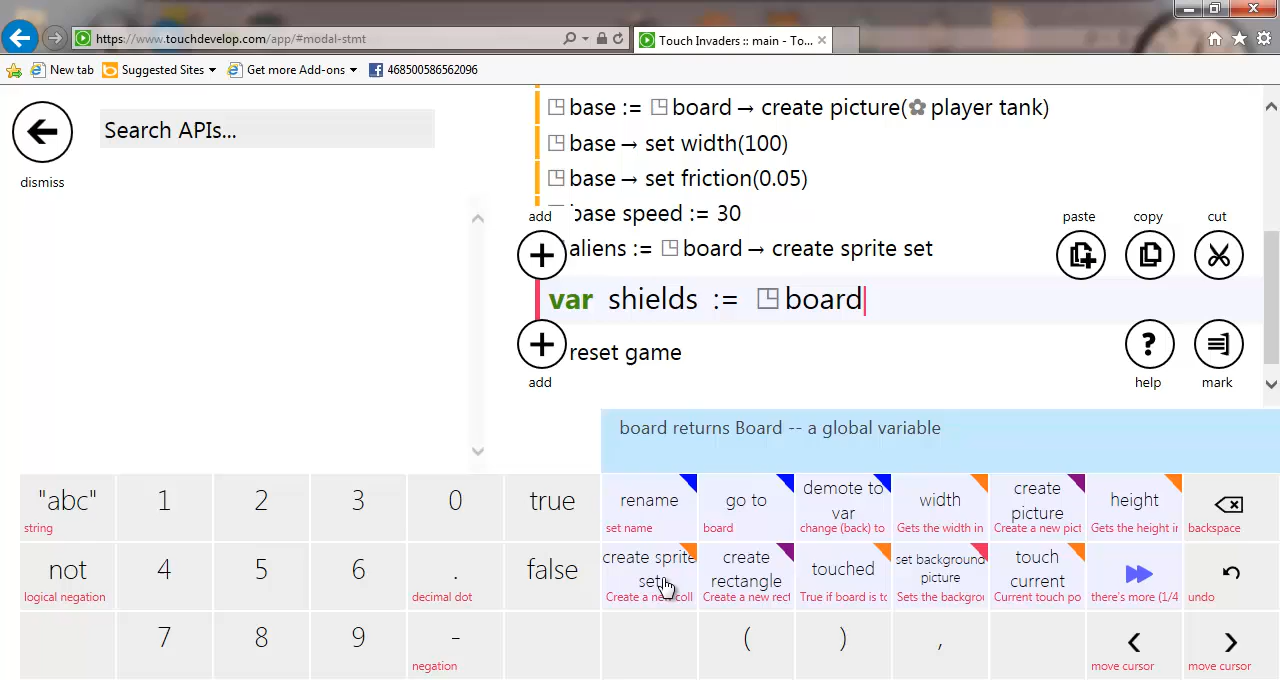 https://www.touchdevelop.com/app/#modal-stmt
Touch Invaders :: main - To...
New tab
Suggested Sites
Get more Add-ons
468500586562096
dismiss
Search APIs...
base := board → create picture(✿ player tank)
base → set width(100)
base → set friction(0.05)
base speed := 30
add
aliens := board → create sprite set
paste
copy
cut
var shields := board
reset game
add
help
mark
board returns Board -- a global variable
"abc"
string
1
2
3
0
true
rename
set name
go to
board
demote to var
change (back) to
width
Gets the width in
create picture
Create a new pict
height
Gets the height in
backspace
not
logical negation
4
5
6
.
decimal dot
false
create sprite set
Create a new coll
create rectangle
Create a new rect
touched
True if board is to
set background picture
Sets the backgrou
touch current
Current touch po
there's more (1/4
undo
7
8
9
-
negation
(
)
,
move cursor
move cursor